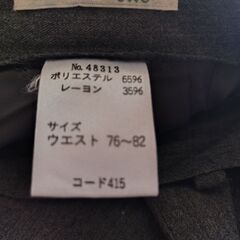 No. 48313
ポリエステル 65%
レーヨン 35%
サイズ
ウエスト 76～82
コード415